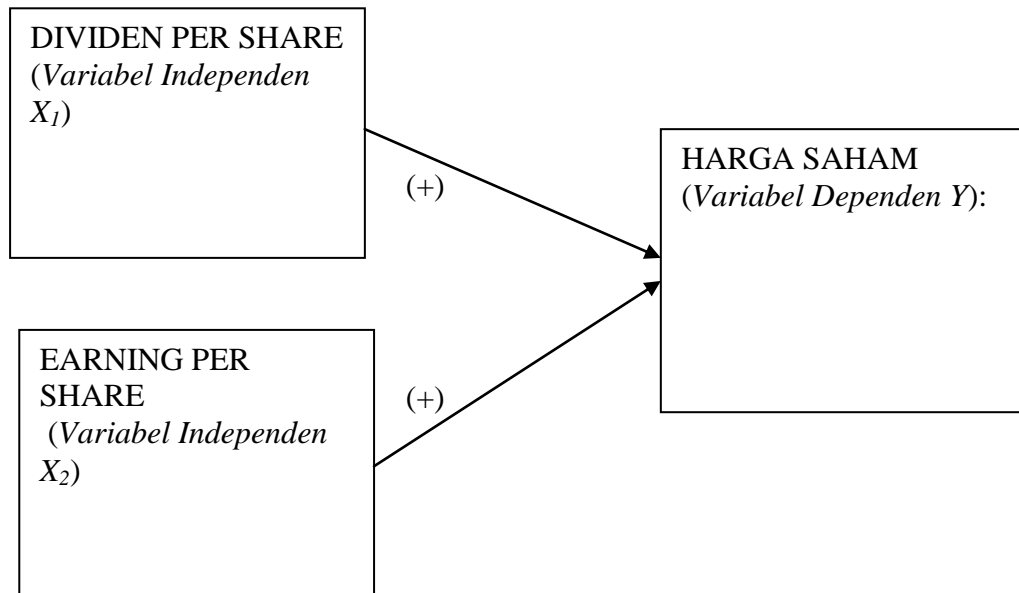 DIVIDEN PER SHARE
(Variabel Independen
X₁)
(+)
HARGA SAHAM
(Variabel Dependen Y):
EARNING PER
SHARE
(Variabel Independen
X₂)
(+)